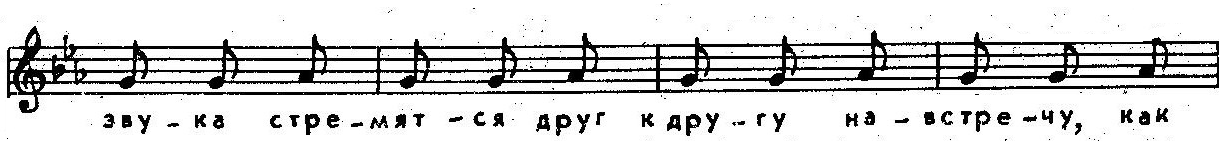 зву-ка стре-мят-ся друг к дру-гу на-встре-чу, как